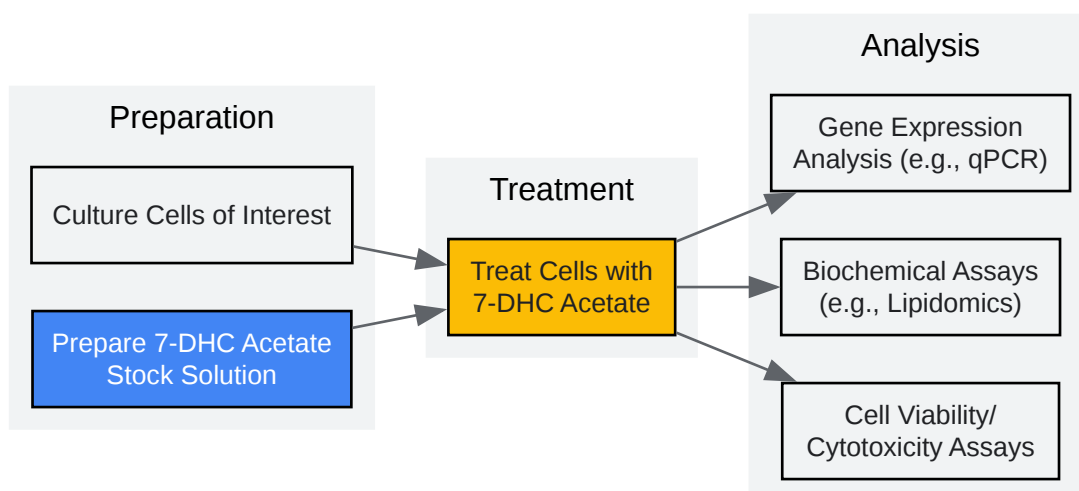 Preparation
Culture Cells of Interest
Prepare 7-DHC Acetate
Stock Solution
Treatment
Treat Cells with
7-DHC Acetate
Analysis
Gene Expression
Analysis (e.g., qPCR)
Biochemical Assays
(e.g., Lipidomics)
Cell Viability/
Cytotoxicity Assays